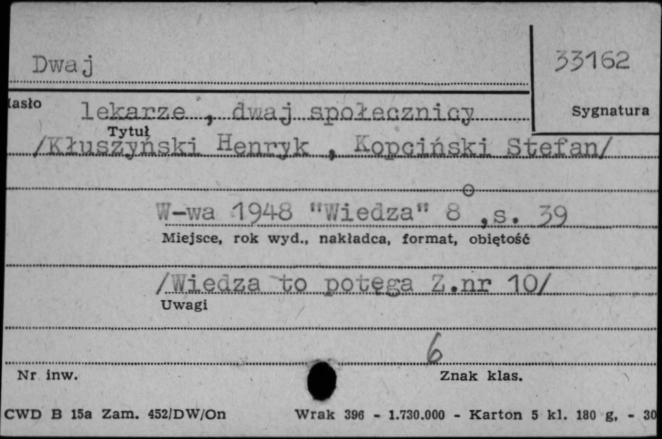 Dwaj
33162
asło
lekarze , dwaj społecznicy
Sygnatura
Tytuł
/Kłuszyński Henryk , Kopciński Stefan/
W-wa 1948 "Wiedza" 8° ,s. 39
Miejsce, rok wyd., nakładca, format, obiętość
/Wiedza to potęga Z.nr 10/
Uwagi
6
Nr inw.
Znak klas.
CWD B 15a Zam. 452/DW/On
Wrak 396 - 1.730.000 - Karton 5 kl. 180 g, - 30